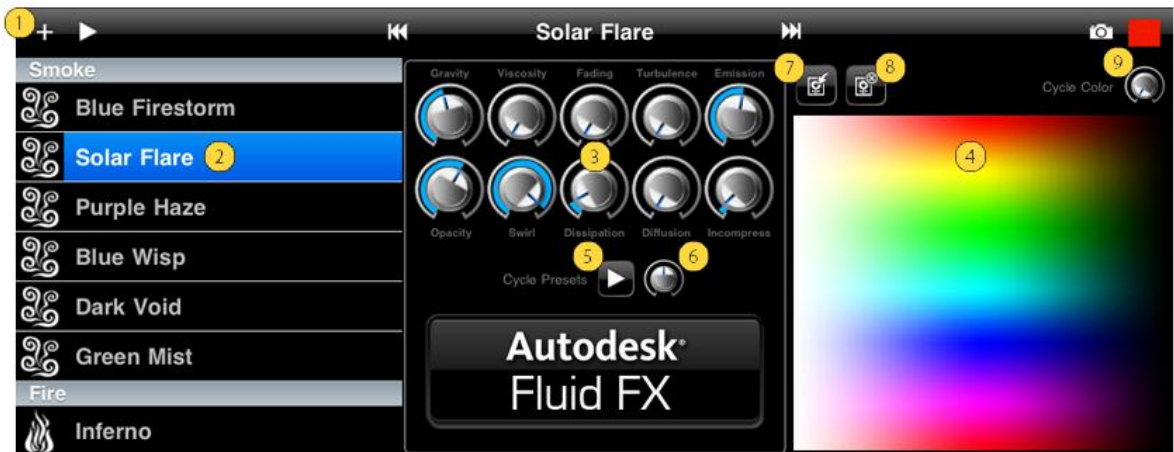 1
Solar Flare
Smoke
Blue Firestorm
Solar Flare 2
Purple Haze
Blue Wisp
Dark Void
Green Mist
Fire
Inferno
Gravity Viscosity Fading Turbulence Emission
3
Opacity Swirl Dissipation Diffusion Incompress
5 6
Cycle Presets
Autodesk®
Fluid FX
7 8 9
Cycle Color
4